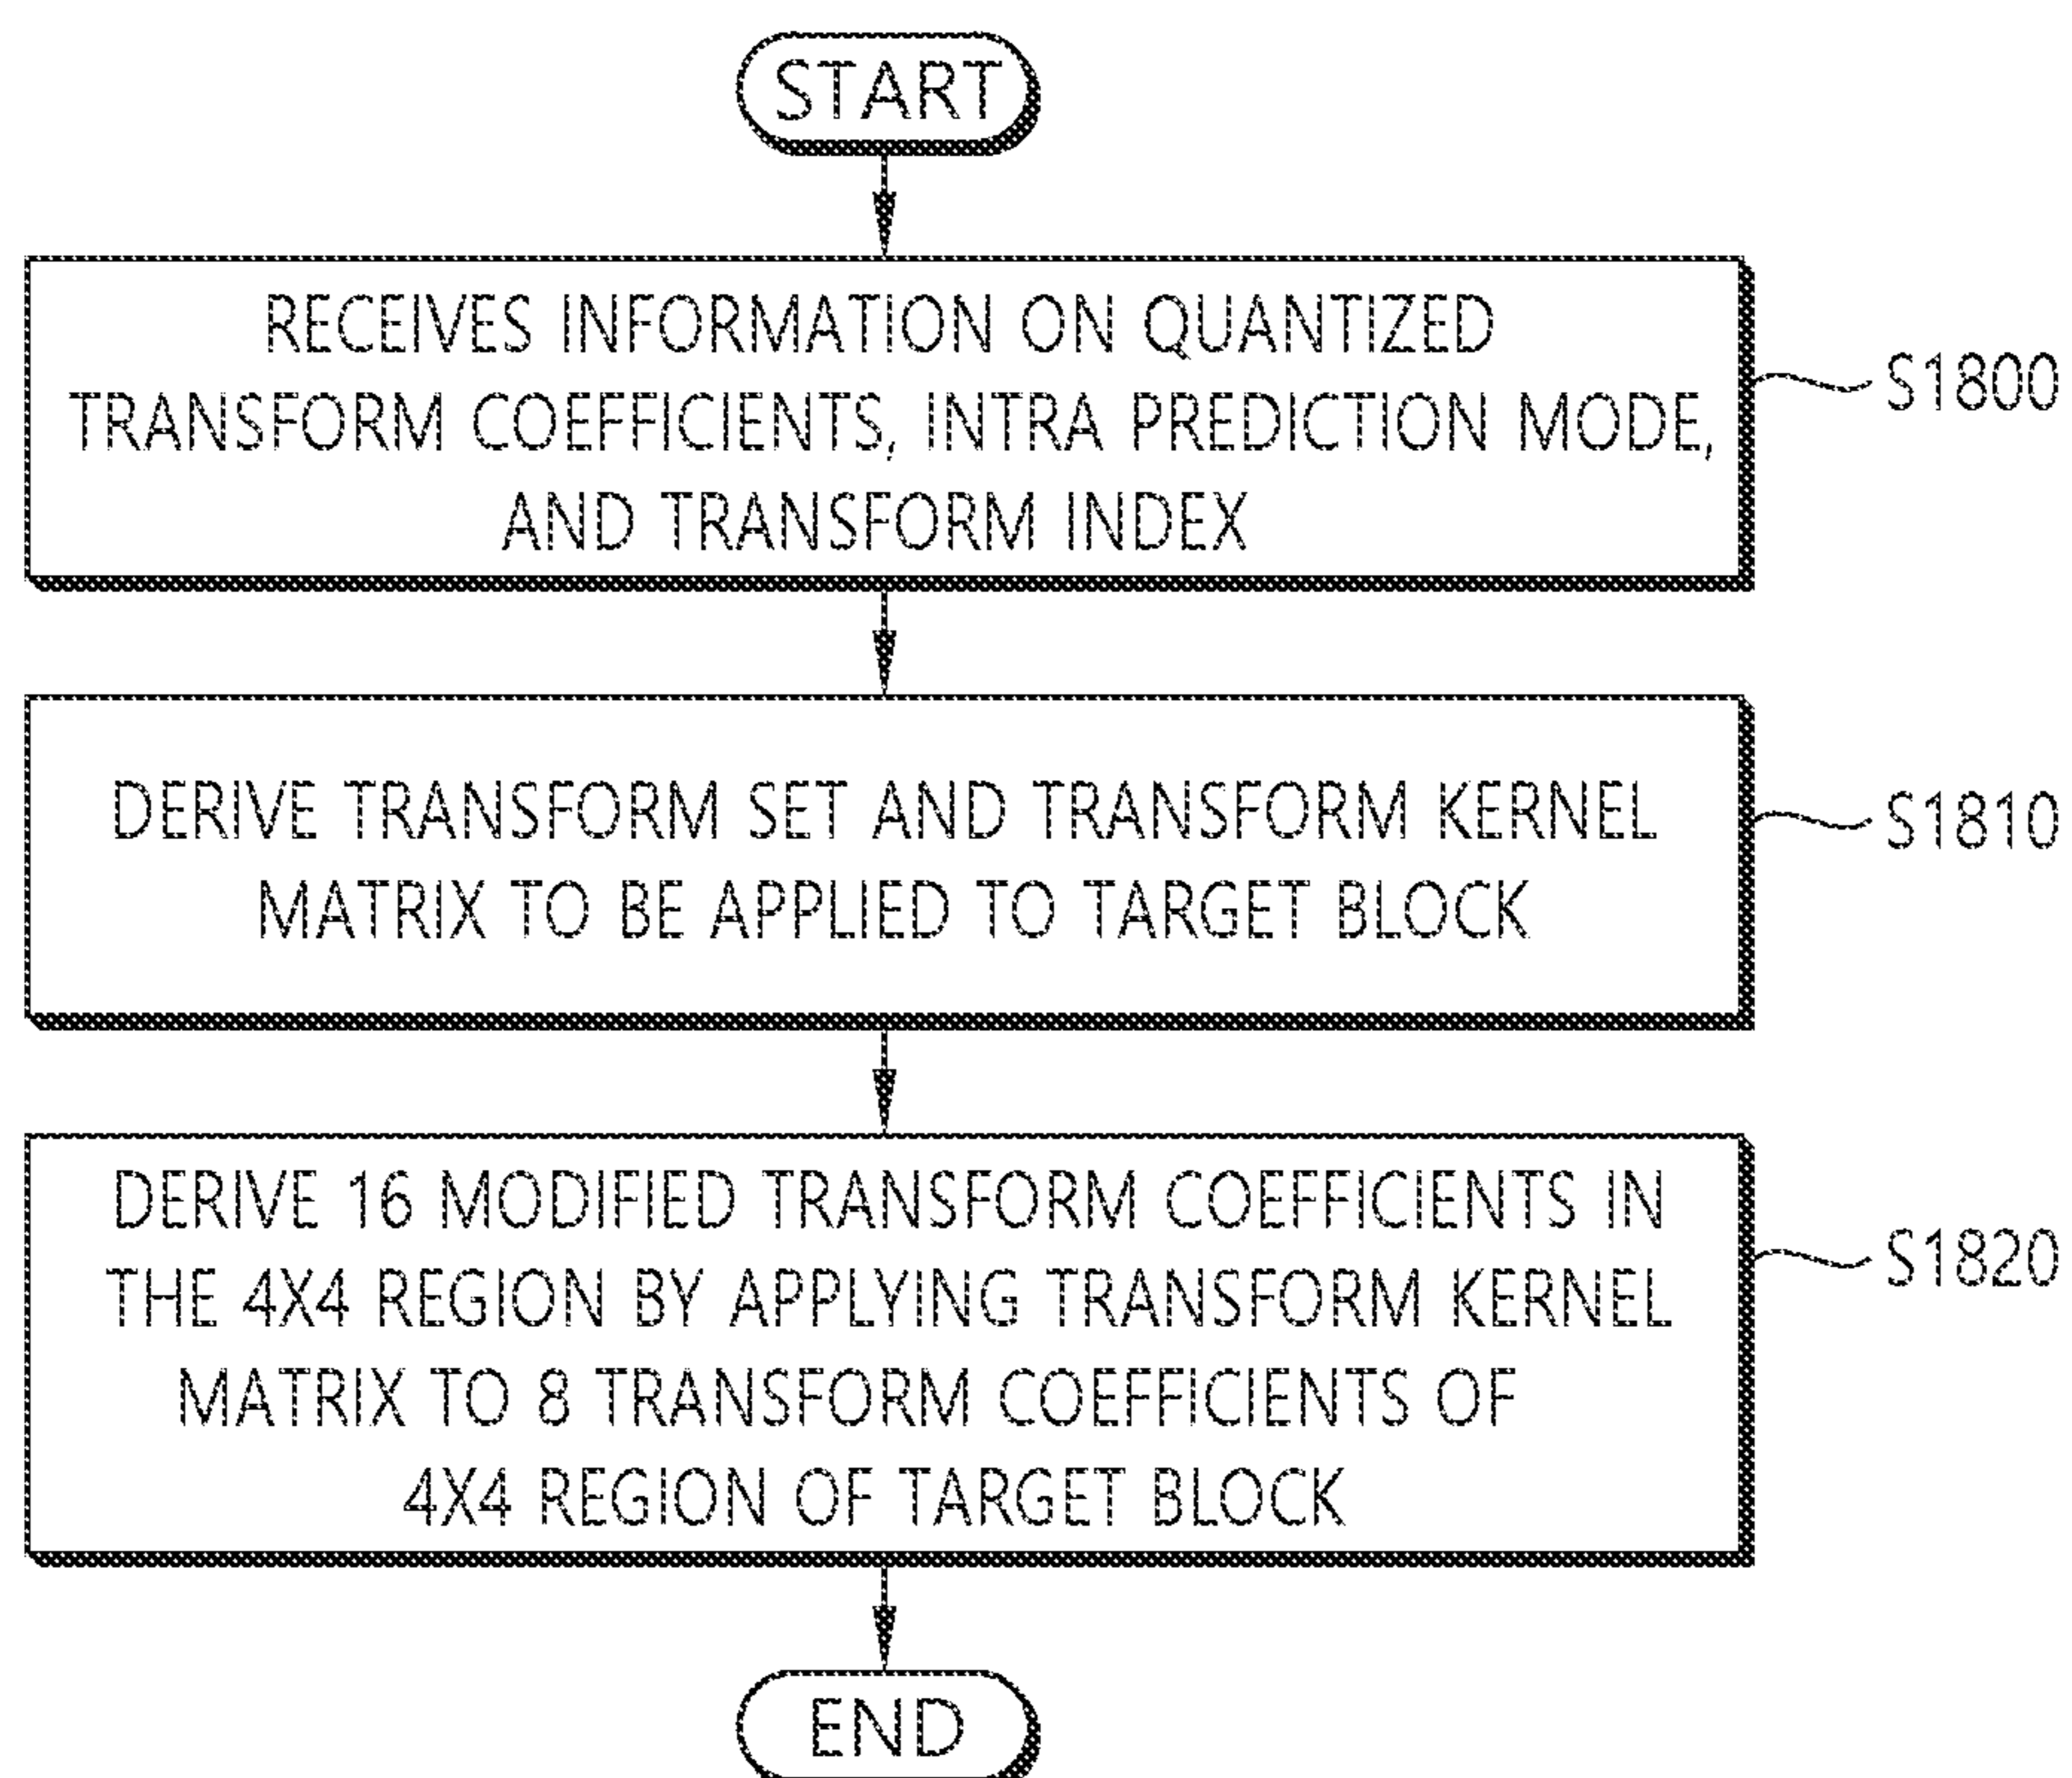 START
RECEIVES INFORMATION ON QUANTIZED
TRANSFORM COEFFICIENTS, INTRA PREDICTION MODE,
AND TRANSFORM INDEX
S1800
DERIVE TRANSFORM SET AND TRANSFORM KERNEL
MATRIX TO BE APPLIED TO TARGET BLOCK
S1810
DERIVE 16 MODIFIED TRANSFORM COEFFICIENTS IN
THE 4X4 REGION BY APPLYING TRANSFORM KERNEL
MATRIX TO 8 TRANSFORM COEFFICIENTS OF
4X4 REGION OF TARGET BLOCK
S1820
END